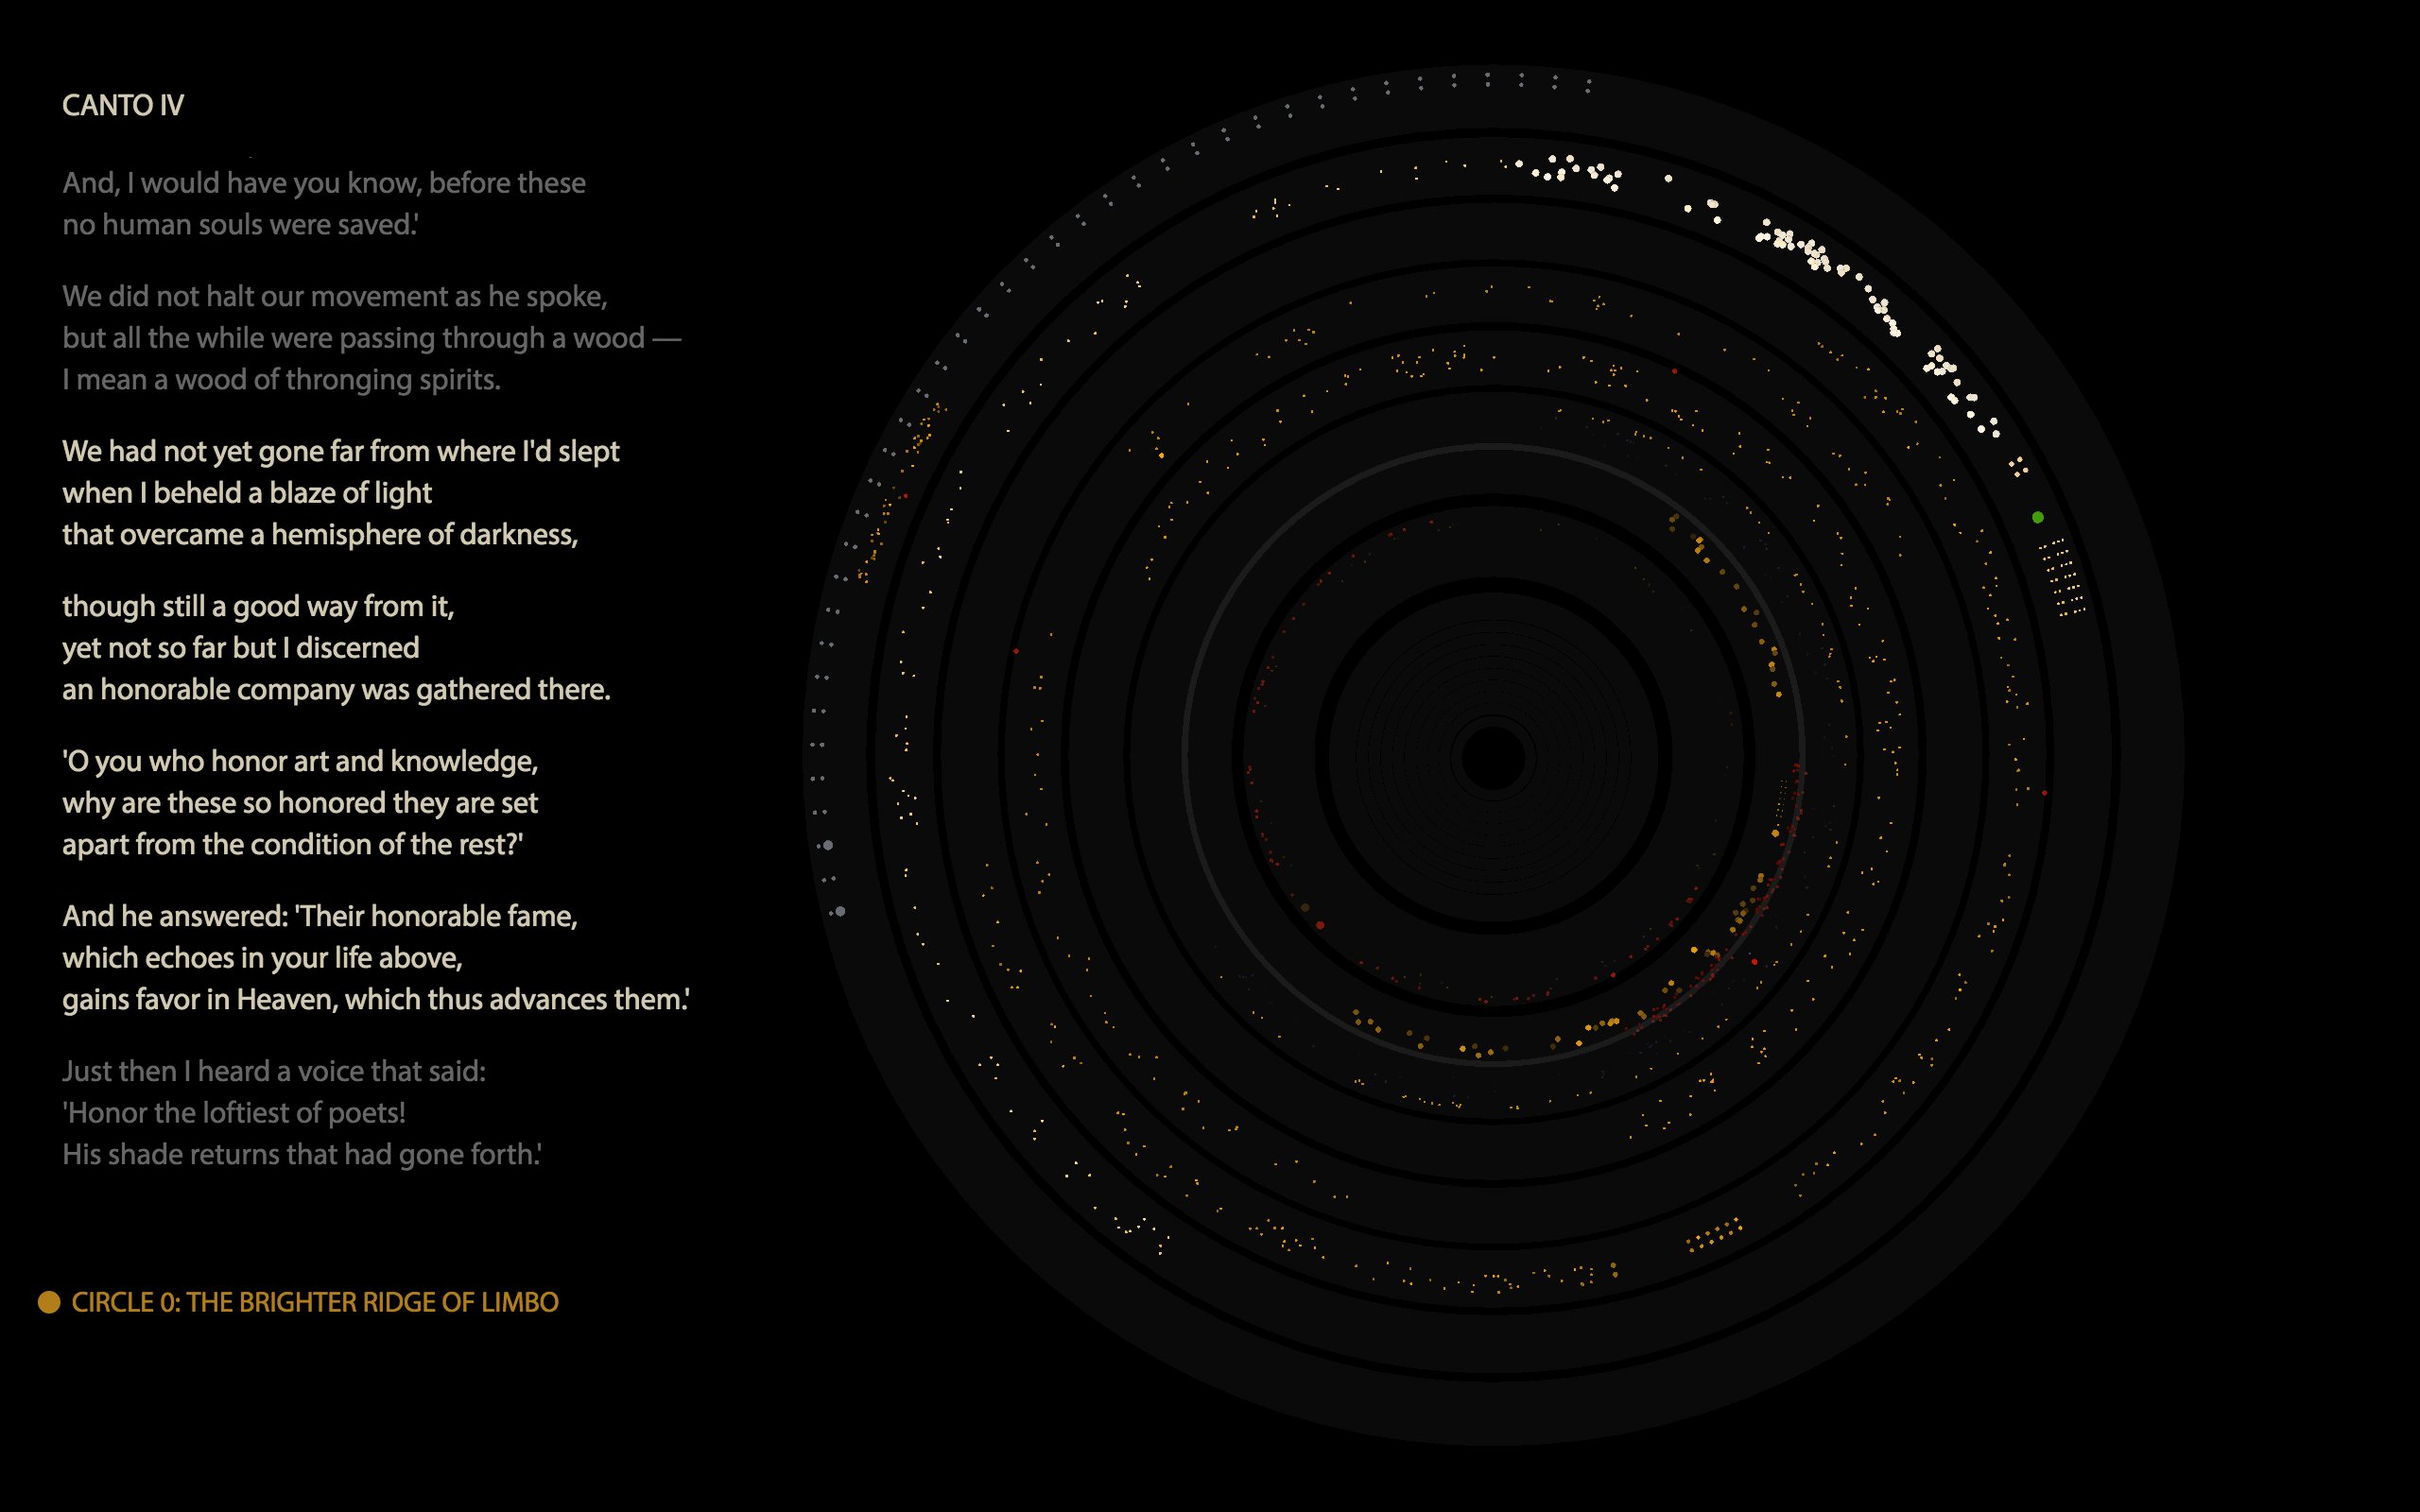 CANTO IV
And, I would have you know, before these
no human souls were saved.'
We did not halt our movement as he spoke,
but all the while were passing through a wood —
I mean a wood of thronging spirits.
We had not yet gone far from where I'd slept
when I beheld a blaze of light
that overcame a hemisphere of darkness,
though still a good way from it,
yet not so far but I discerned
an honorable company was gathered there.
'O you who honor art and knowledge,
why are these so honored they are set
apart from the condition of the rest?'
And he answered: 'Their honorable fame,
which echoes in your life above,
gains favor in Heaven, which thus advances them.'
Just then I heard a voice that said:
'Honor the loftiest of poets!
His shade returns that had gone forth.'
CIRCLE 0: THE BRIGHTER RIDGE OF LIMBO